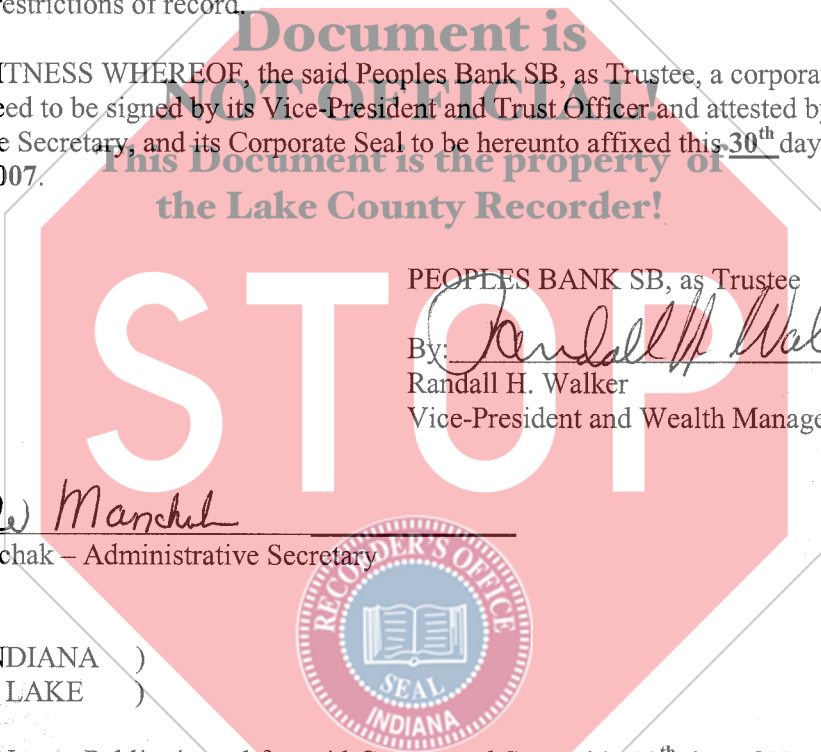 restrictions of record.
Document is
ITNESS WHEREOF, the said Peoples Bank SB, as Trustee, a corpora
NOT OFFICIAL!
eed to be signed by its Vice-President and Trust Officer and attested by
e Secretary, and its Corporate Seal to be hereunto affixed this 30th day
This Document is the property of
007.
the Lake County Recorder!
STOP
PEOPLES BANK SB, as Trustee
By: Randall H Wal
Randall H. Walker
Vice-President and Wealth Manage
Manchak
chak – Administrative Secretary
RECORDER'S OFFICE
SEAL
INDIANA
NDIANA )
LAKE )